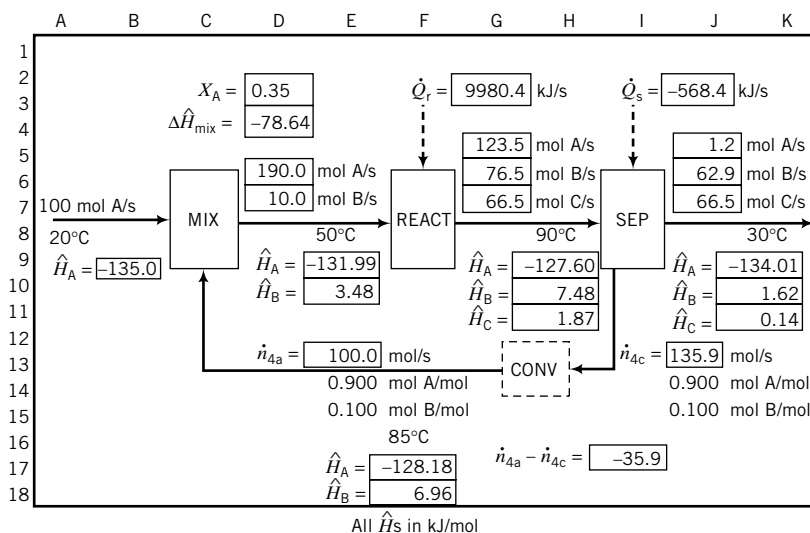 A B C D E F G H I J K
1
2
3
4
5
6
7
8
9
10
11
12
13
14
15
16
17
18
X_A = 0.35
ΔĤ_mix = −78.64
Q̇_r = 9980.4 kJ/s
Q̇_s = −568.4 kJ/s
190.0 mol A/s
10.0 mol B/s
123.5 mol A/s
76.5 mol B/s
66.5 mol C/s
1.2 mol A/s
62.9 mol B/s
66.5 mol C/s
100 mol A/s
MIX
REACT
SEP
20°C
50°C
90°C
30°C
Ĥ_A = −135.0
Ĥ_A = −131.99
Ĥ_B = 3.48
Ĥ_A = −127.60
Ĥ_B = 7.48
Ĥ_C = 1.87
Ĥ_A = −134.01
Ĥ_B = 1.62
Ĥ_C = 0.14
ṅ_4a = 100.0 mol/s
0.900 mol A/mol
0.100 mol B/mol
85°C
CONV
ṅ_4c = 135.9 mol/s
0.900 mol A/mol
0.100 mol B/mol
Ĥ_A = −128.18
Ĥ_B = 6.96
ṅ_4a − ṅ_4c = −35.9
All Ĥs in kJ/mol